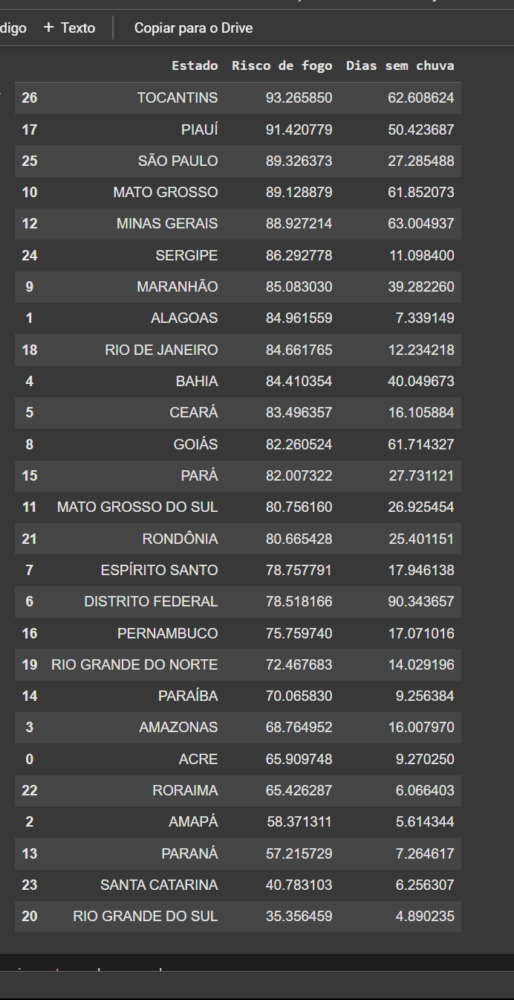 digo + Texto Copiar para o Drive
Estado Risco de fogo Dias sem chuva
26 TOCANTINS 93.265850 62.608624
17 PIAUÍ 91.420779 50.423687
25 SÃO PAULO 89.326373 27.285488
10 MATO GROSSO 89.128879 61.852073
12 MINAS GERAIS 88.927214 63.004937
24 SERGIPE 86.292778 11.098400
9 MARANHÃO 85.083030 39.282260
1 ALAGOAS 84.961559 7.339149
18 RIO DE JANEIRO 84.661765 12.234218
4 BAHIA 84.410354 40.049673
5 CEARÁ 83.496357 16.105884
8 GOIÁS 82.260524 61.714327
15 PARÁ 82.007322 27.731121
11 MATO GROSSO DO SUL 80.756160 26.925454
21 RONDÔNIA 80.665428 25.401151
7 ESPÍRITO SANTO 78.757791 17.946138
6 DISTRITO FEDERAL 78.518166 90.343657
16 PERNAMBUCO 75.759740 17.071016
19 RIO GRANDE DO NORTE 72.467683 14.029196
14 PARAÍBA 70.065830 9.256384
3 AMAZONAS 68.764952 16.007970
0 ACRE 65.909748 9.270250
22 RORAIMA 65.426287 6.066403
2 AMAPÁ 58.371311 5.614344
13 PARANÁ 57.215729 7.264617
23 SANTA CATARINA 40.783103 6.256307
20 RIO GRANDE DO SUL 35.356459 4.890235